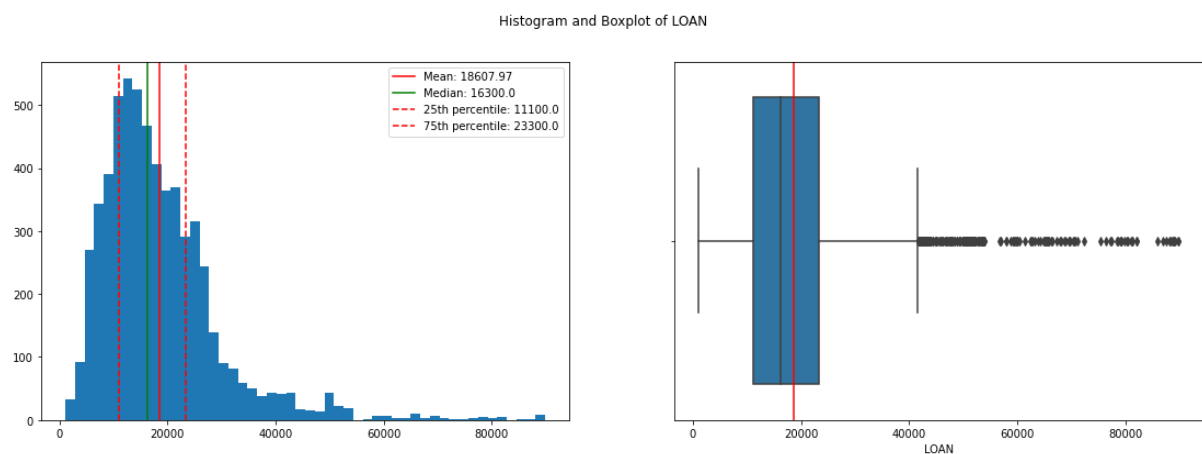 Histogram and Boxplot of LOAN
Mean: 18607.97
Median: 16300.0
25th percentile: 11100.0
75th percentile: 23300.0
500
400
300
200
100
0
0 20000 40000 60000 80000
0 20000 40000 60000 80000
LOAN